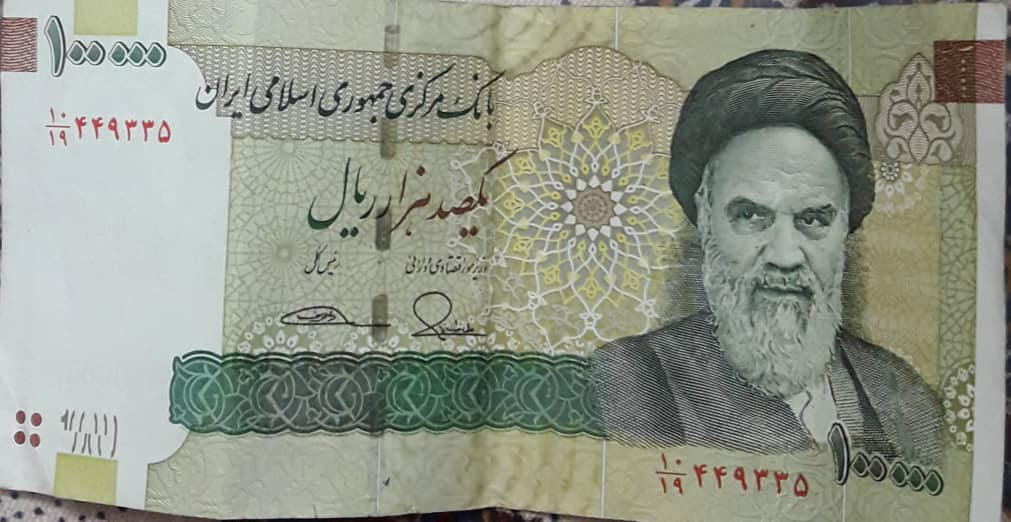 ۱۰۰۰۰۰
بانک مرکزی جمهوری اسلامی ایران
۱۰/۱۹ ۴۴۹۳۳۵
یکصد هزار ریال
وزیر امور اقتصادی و دارائی
رئیس کل
۱۰۰۰۰۰
۱۰/۱۹ ۴۴۹۳۳۵